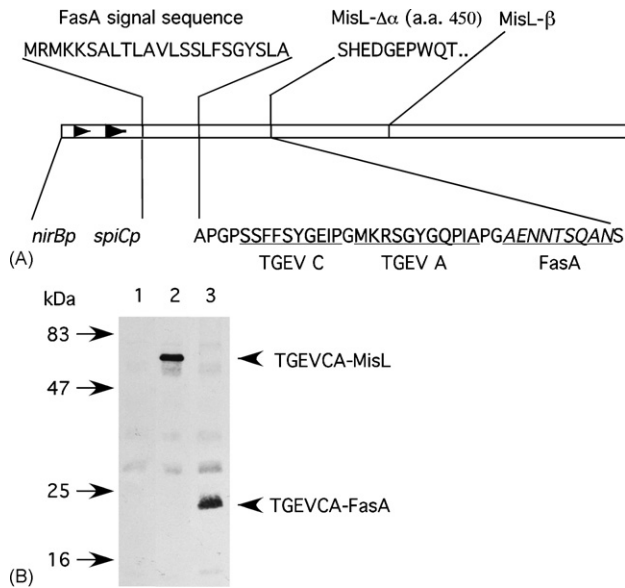 FasA signal sequence
MRMKKSALTLAVLSSLFSGYSLA
MisL-Δα (a.a. 450)
SHEDGEPWQT..
MisL-β
nirBp spiCp
APGPSSFFSYGEIPGMKRSGYGQPIAPGAENNTSQANS
TGEV C TGEV A FasA
(A)
kDa 1 2 3
83
TGEVCA-MisL
47
25
TGEVCA-FasA
16
(B)